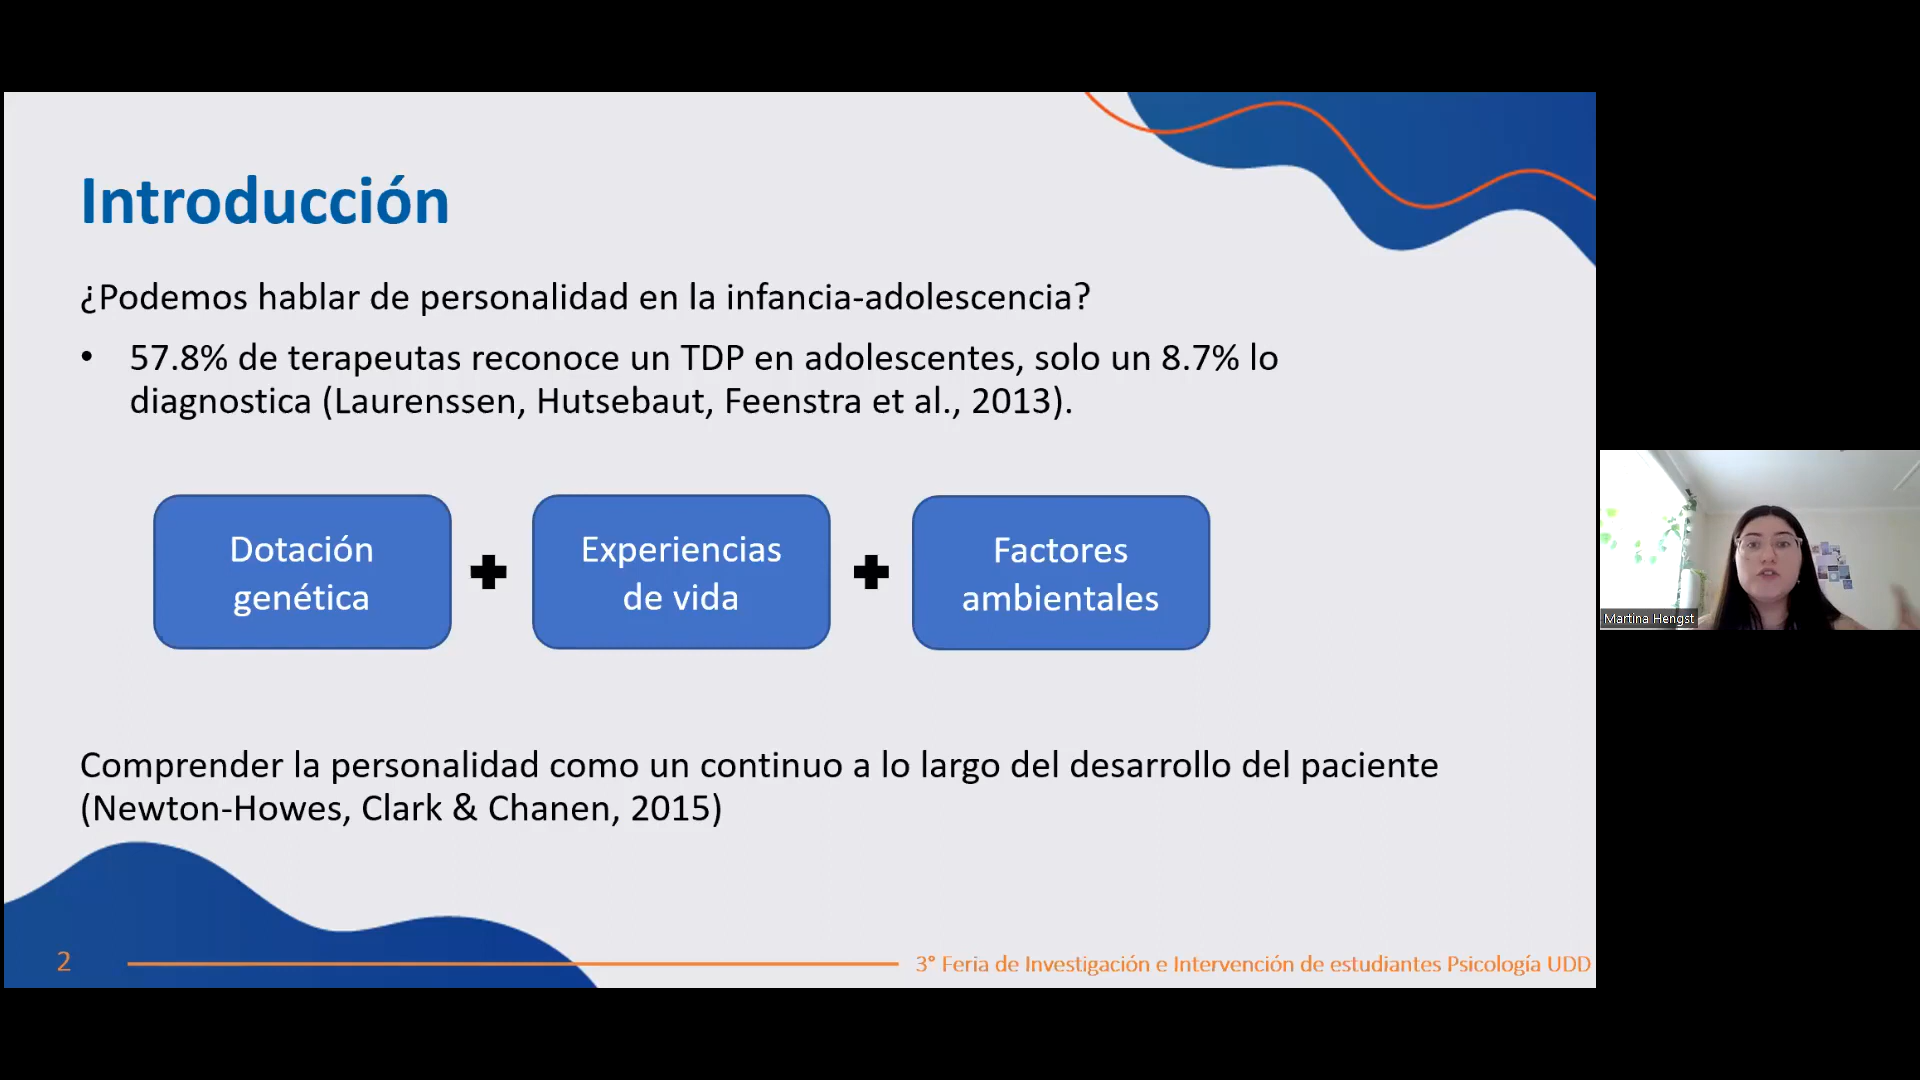 Introducción
¿Podemos hablar de personalidad en la infancia-adolescencia?
• 57.8% de terapeutas reconoce un TDP en adolescentes, solo un 8.7% lo
diagnostica (Laurenssen, Hutsebaut, Feenstra et al., 2013).
Dotación
genética
Experiencias
de vida
Factores
ambientales
Comprender la personalidad como un continuo a lo largo del desarrollo del paciente
(Newton-Howes, Clark & Chanen, 2015)
2
3° Feria de Investigación e Intervención de estudiantes Psicología UDD
Martina Hengst